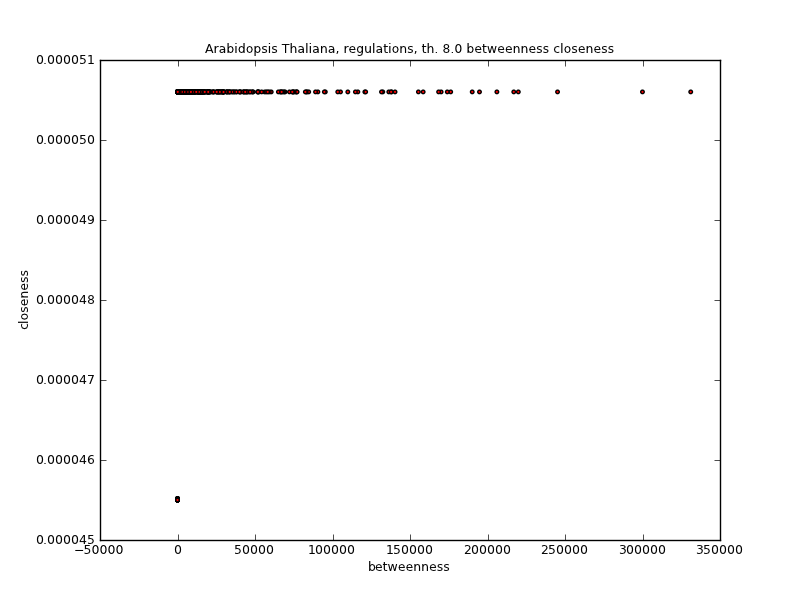 Arabidopsis Thaliana, regulations, th. 8.0 betweenness closeness
0.000051
0.000050
0.000049
0.000048
0.000047
0.000046
0.000045
closeness
−50000 0 50000 100000 150000 200000 250000 300000 350000
betweenness